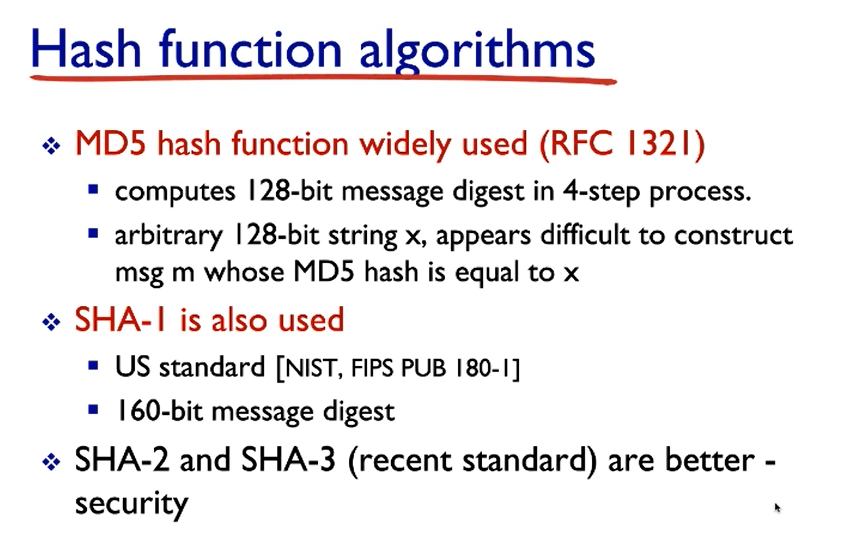 Hash function algorithms
MD5 hash function widely used (RFC 1321)
computes 128-bit message digest in 4-step process.
arbitrary 128-bit string x, appears difficult to construct
msg m whose MD5 hash is equal to x
SHA-1 is also used
US standard [NIST, FIPS PUB 180-1]
160-bit message digest
SHA-2 and SHA-3 (recent standard) are better -
security